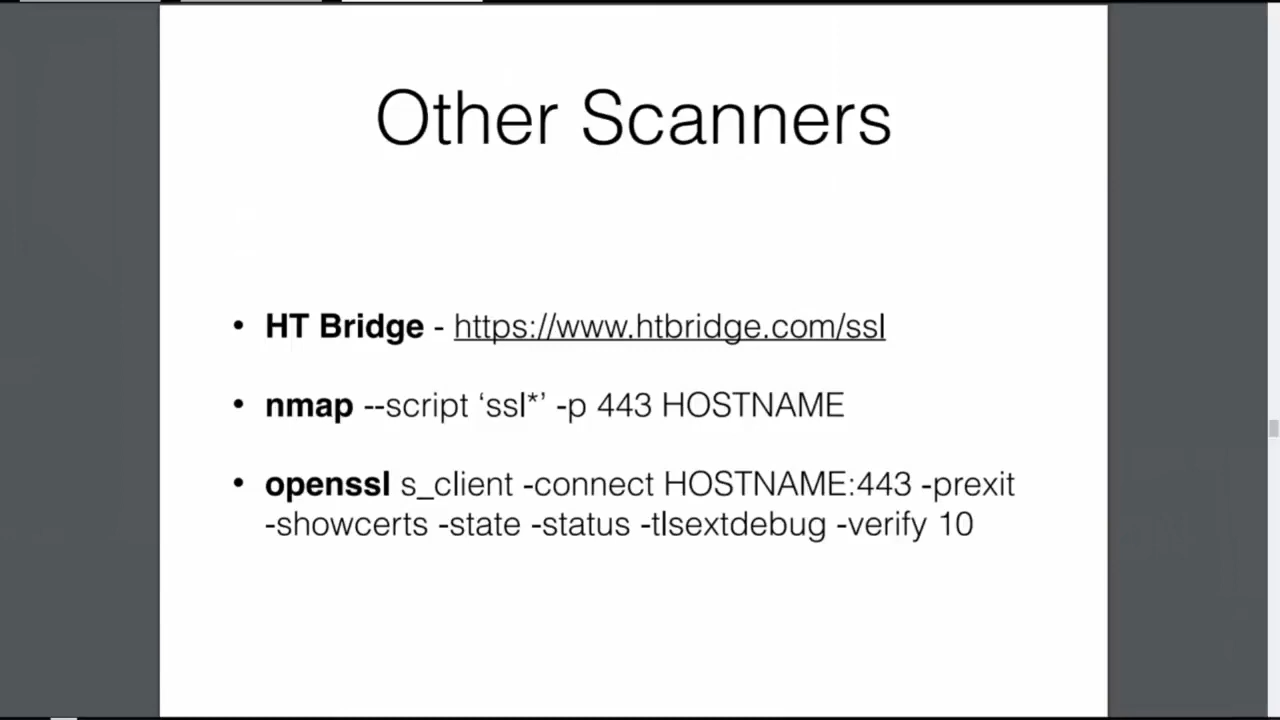 Other Scanners
• HT Bridge - https://www.htbridge.com/ssl
• nmap --script ‘ssl*’ -p 443 HOSTNAME
• openssl s_client -connect HOSTNAME:443 -prexit
-showcerts -state -status -tlsextdebug -verify 10